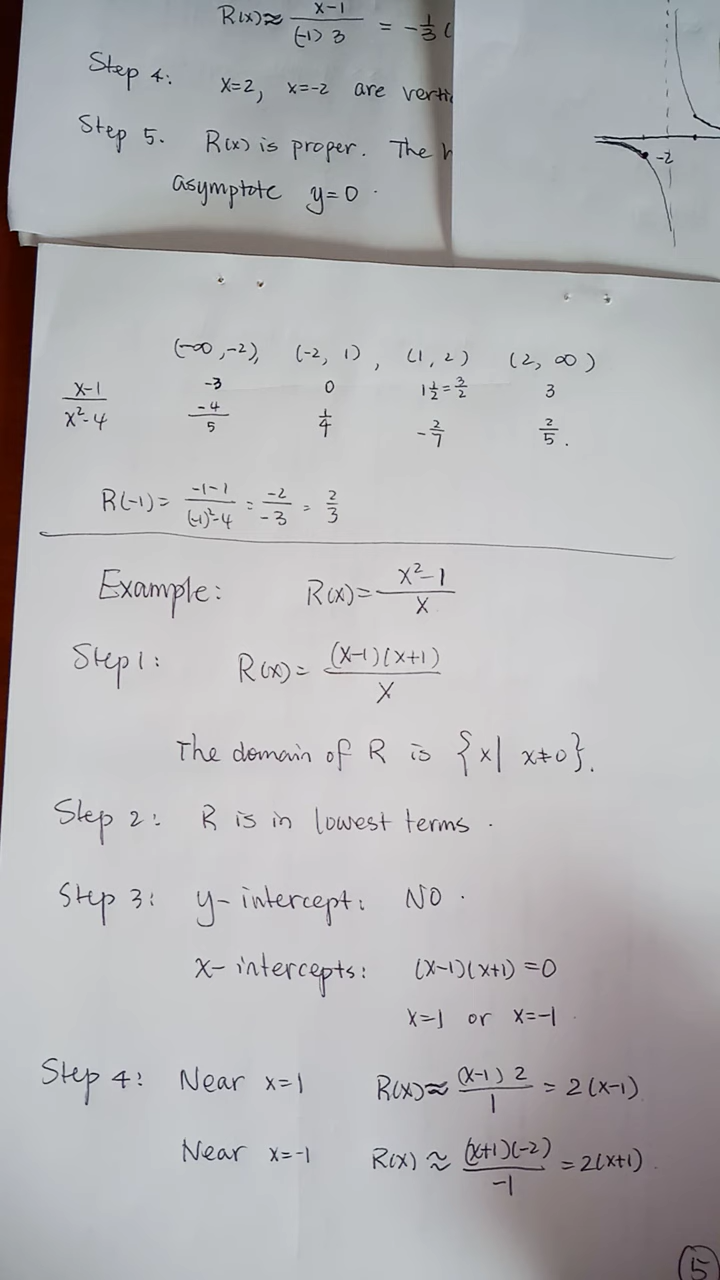 R(x)≈ (x-1)/((-1) 3) = -1/3 (
Step 4: x=2, x=-2 are
Step 5. R(x) is proper. The
asymptote y=0.
-2
(-∞,-2), (-2, 1), (1, 2) (2, ∞)
(x-1)/(x²-4) -3 0 1 1/2 = 3/2 3
-4/5 1/4 -2/7 2/5.
R(-1)= (-1-1)/((-1)²-4) = -2/-3 = 2/3
Example: R(x)= (x²-1)/x
Step1: R(x)= (x-1)(x+1)/x
The domain of R is {x| x≠0}.
Step 2: R is in lowest terms.
Step 3: y-intercept: NO.
x-intercepts: (x-1)(x+1)=0
x=1 or x=-1
Step 4: Near x=1 R(x)≈ (x-1) 2/1 = 2(x-1)
Near x=-1 R(x)≈ (x+1)(-2)/-1 = 2(x+1).
5